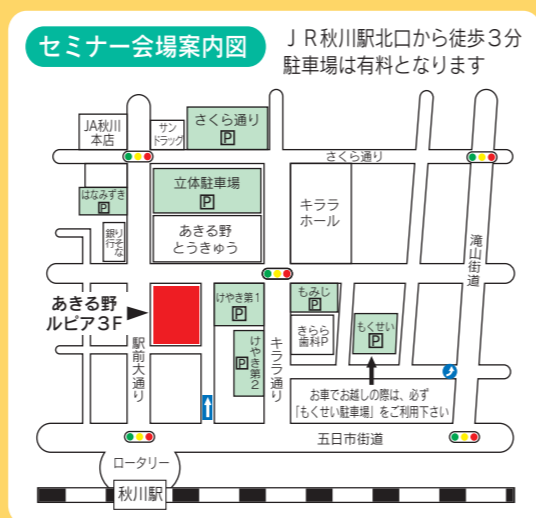 セミナー会場案内図
JR秋川駅北口から徒歩3分
駐車場は有料となります
JA秋川
本店
サン
ドラッグ
さくら通り
P
さくら通り
はなみずき
P
立体駐車場
P
キララ
ホール
あきる野
とうきゅう
りそな
銀行
滝山街道
あきる野
ルピア3F
けやき第1
P
もみじ
P
きらら
歯科P
もくせい
P
けやき第2
P
駅前大通り
キララ通り
お車でお越しの際は、必ず
「もくせい駐車場」をご利用下さい
五日市街道
ロータリー
秋川駅